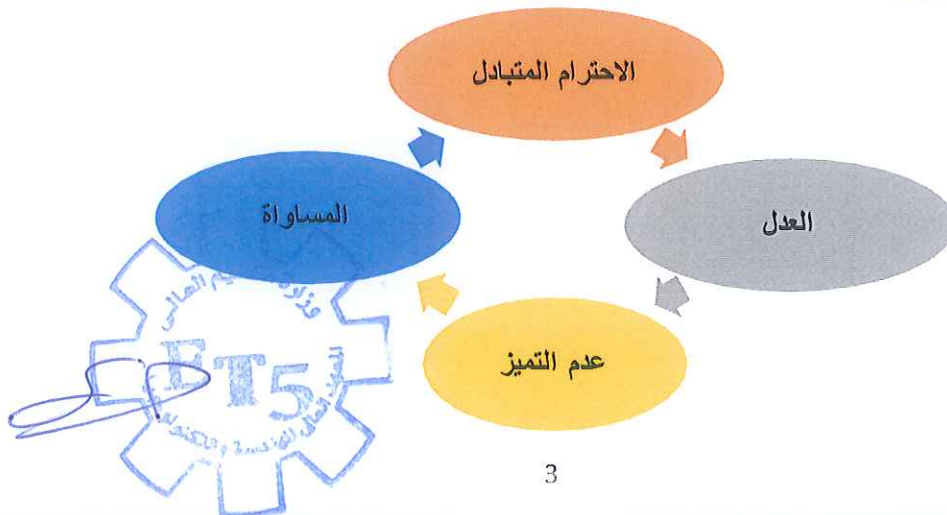 الاحترام المتبادل
العدل
المساواة
عدم التميز
ET5
3